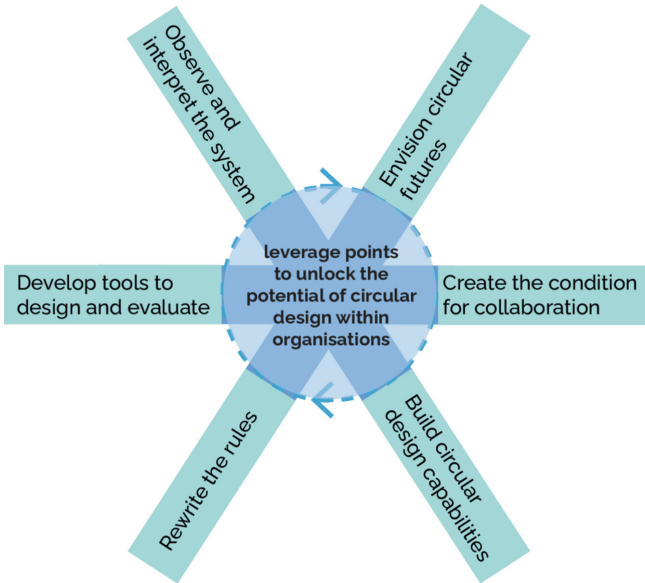 Observe and
interpret the system
Envision circular
futures
Develop tools to
design and evaluate
leverage points
to unlock the
potential of circular
design within
organisations
Create the condition
for collaboration
Rewrite the rules
Build circular
design capabilities